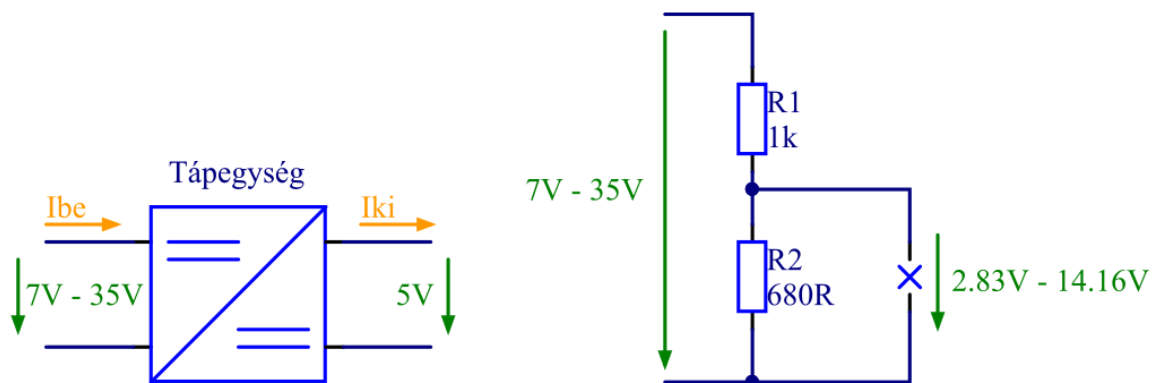 Tápegység
Ibe
Iki
7V - 35V
5V
7V - 35V
R1
1k
R2
680R
2.83V - 14.16V